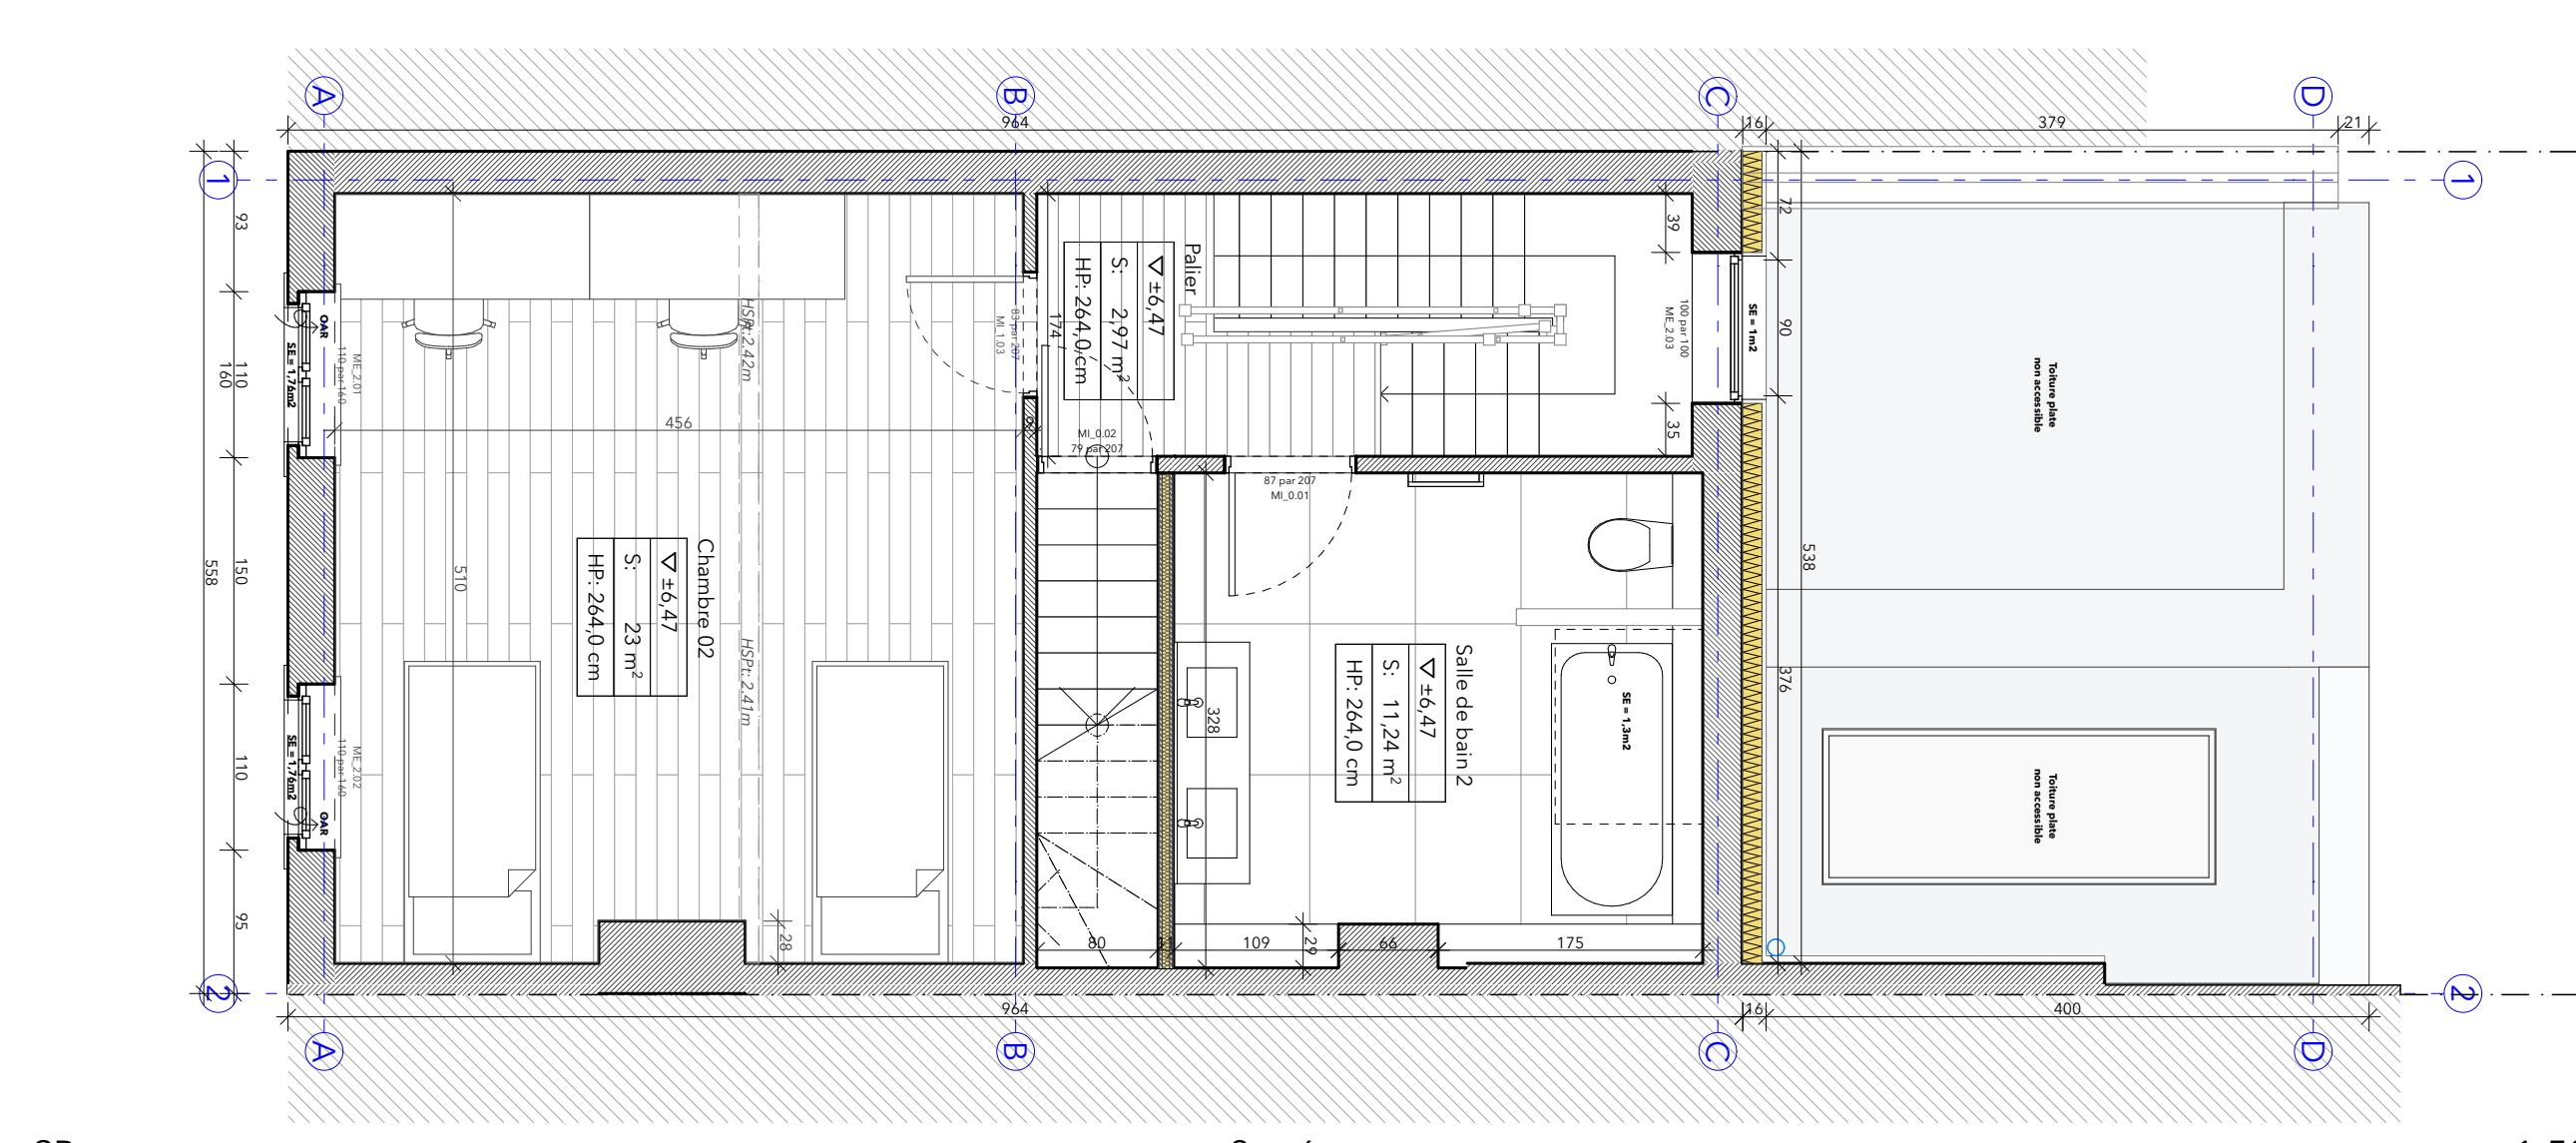 A
B
C
D
964
16
379
21
1
1
93
110
160
150
558
110
95
OAR
SE = 1,76m2
ME_2.01
110 par 160
OAR
SE = 1,76m2
ME_2.02
110 par 160
510
456
9
HSPt: 2.42m
HSPt: 2.41m
Chambre 02
±6,47
S: 23 m²
HP: 264,0 cm
28
83 par 207
MI_1.03
174
Palier
±6,47
S: 2,97 m²
HP: 264,0 cm
MI_0.02
79 par 207
87 par 207
MI_0.01
39
100 par 100
ME_2.03
35
SE = 1m2
72
90
538
376
Toiture plate
non accessible
Salle de bain 2
±6,47
S: 11,24 m²
HP: 264,0 cm
328
SE = 1,3m2
Toiture plate
non accessible
80
109
29
66
175
2
2
964
16
400
A
B
C
D